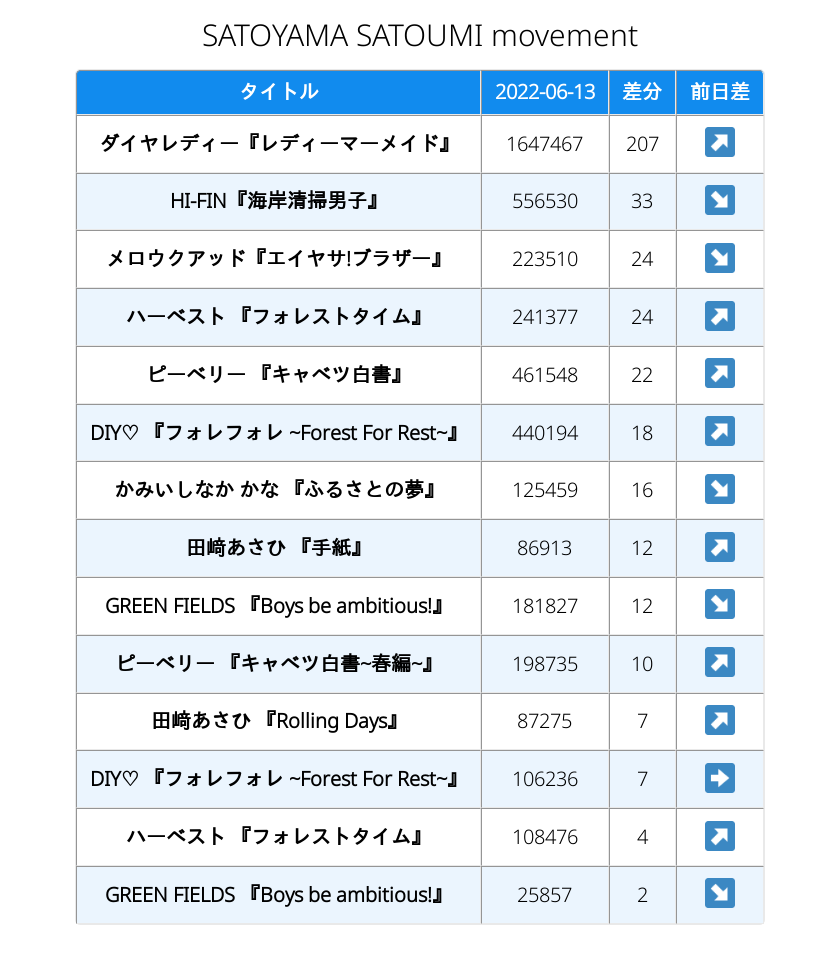 SATOYAMA SATOUMI movement
タイトル 2022-06-13 差分 前日差
ダイヤレディー『レディーマーメイド』 1647467 207 ↗
HI-FIN『海岸清掃男子』 556530 33 ↘
メロウクアッド『エイヤサ!ブラザー』 223510 24 ↘
ハーベスト 『フォレストタイム』 241377 24 ↗
ピーベリー 『キャベツ白書』 461548 22 ↗
DIY♡ 『フォレフォレ ~Forest For Rest~』 440194 18 ↗
かみいしなか かな 『ふるさとの夢』 125459 16 ↘
田﨑あさひ 『手紙』 86913 12 ↗
GREEN FIELDS 『Boys be ambitious!』 181827 12 ↘
ピーベリー 『キャベツ白書~春編~』 198735 10 ↗
田﨑あさひ 『Rolling Days』 87275 7 ↗
DIY♡ 『フォレフォレ ~Forest For Rest~』 106236 7 →
ハーベスト 『フォレストタイム』 108476 4 ↗
GREEN FIELDS 『Boys be ambitious!』 25857 2 ↘